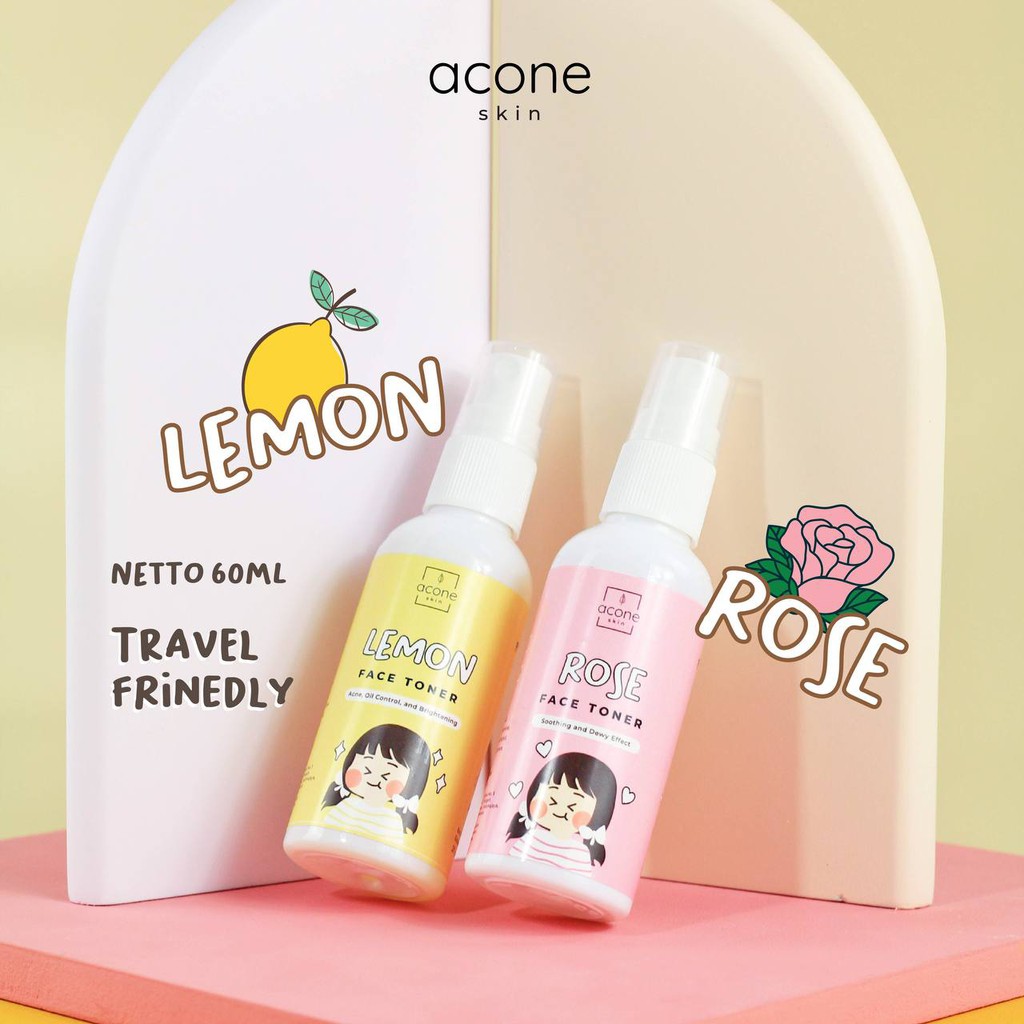 acone
skin
LEMON
NETTO 60ML
TRAVEL
FRiNEDLY
ROSE
acone
skin
LEMON
FACE TONER
Acne, Oil Control, and Brightening
acone
skin
ROSE
FACE TONER
Soothing and Dewy Effect